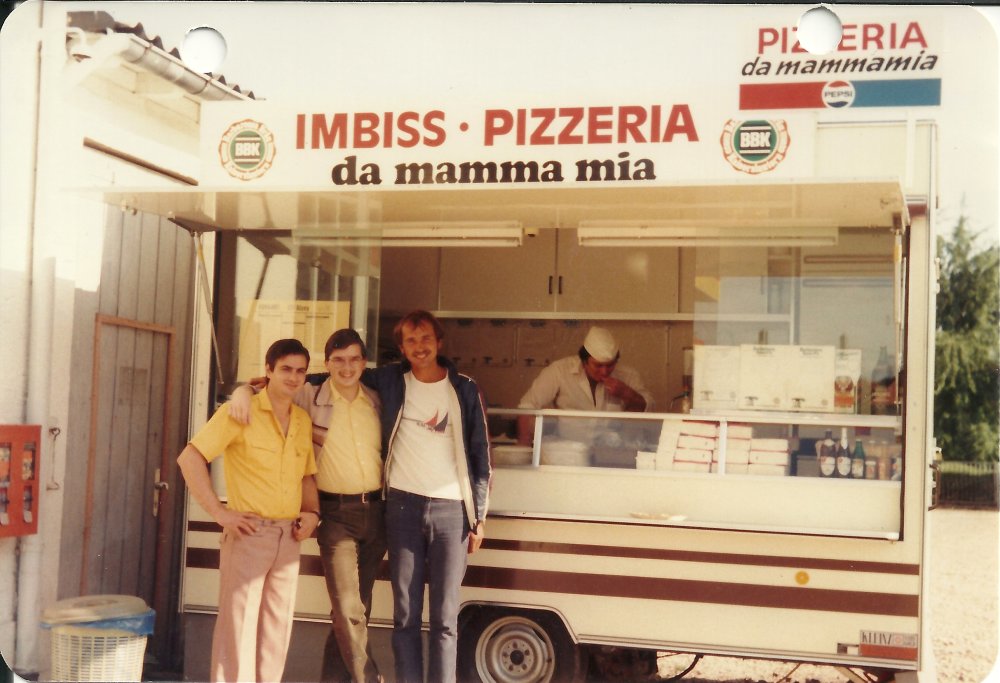 PIZZERIA
da mammamia
PEPSI
IMBISS · PIZZERIA
da mamma mia
BBK
BBK